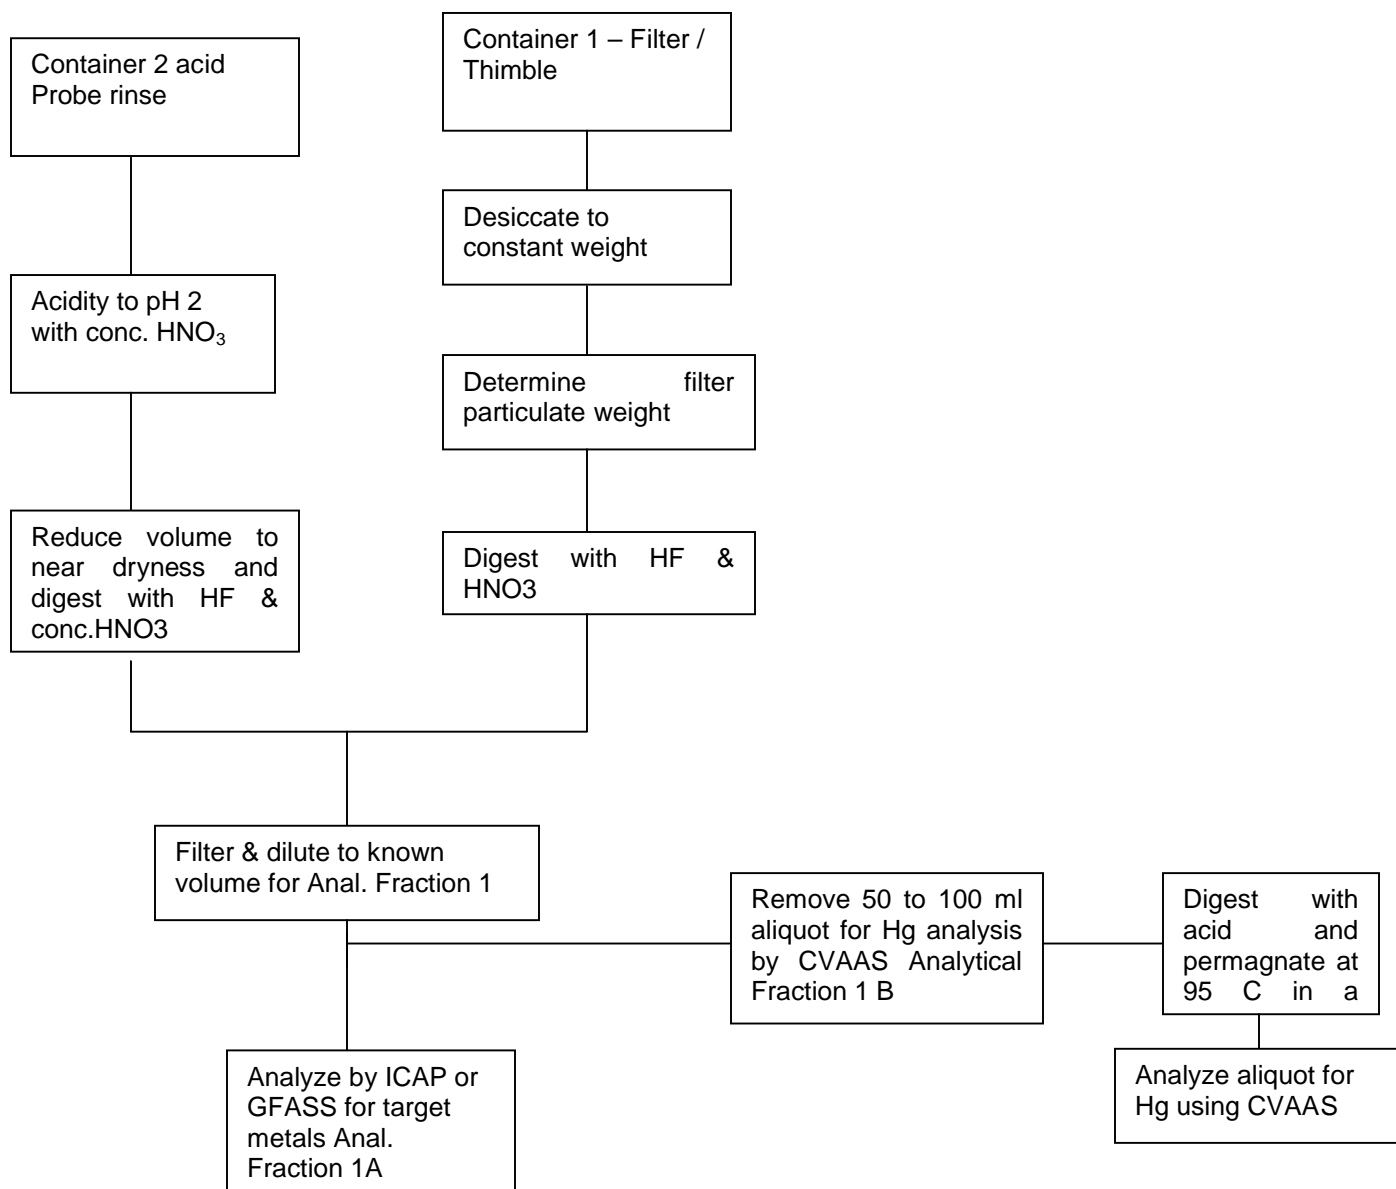 Container 2 acid
Probe rinse
Container 1 – Filter /
Thimble
Desiccate to
constant weight
Acidity to pH 2
with conc. HNO₃
Determine filter
particulate weight
Reduce volume to
near dryness and
digest with HF &
conc.HNO3
Digest with HF &
HNO3
Filter & dilute to known
volume for Anal. Fraction 1
Remove 50 to 100 ml
aliquot for Hg analysis
by CVAAS Analytical
Fraction 1 B
Digest with
acid and
permagnate at
95 C in a
Analyze by ICAP or
GFASS for target
metals Anal.
Fraction 1A
Analyze aliquot for
Hg using CVAAS